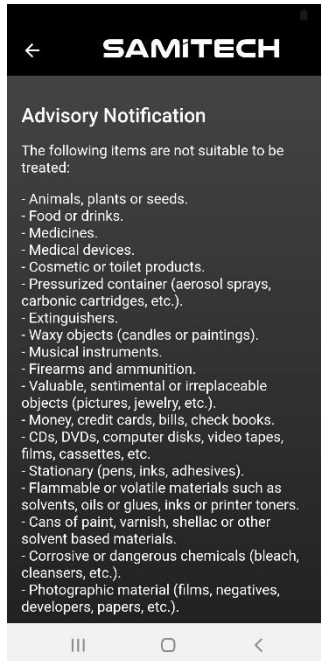 SAMiTECH
Advisory Notification
The following items are not suitable to be
treated:
- Animals, plants or seeds.
- Food or drinks.
- Medicines.
- Medical devices.
- Cosmetic or toilet products.
- Pressurized container (aerosol sprays,
carbonic cartridges, etc.).
- Extinguishers.
- Waxy objects (candles or paintings).
- Musical instruments.
- Firearms and ammunition.
- Valuable, sentimental or irreplaceable
objects (pictures, jewelry, etc.).
- Money, credit cards, bills, check books.
- CDs, DVDs, computer disks, video tapes,
films, cassettes, etc.
- Stationary (pens, inks, adhesives).
- Flammable or volatile materials such as
solvents, oils or glues, inks or printer toners.
- Cans of paint, varnish, shellac or other
solvent based materials.
- Corrosive or dangerous chemicals (bleach,
cleansers, etc.).
- Photographic material (films, negatives,
developers, papers, etc.).